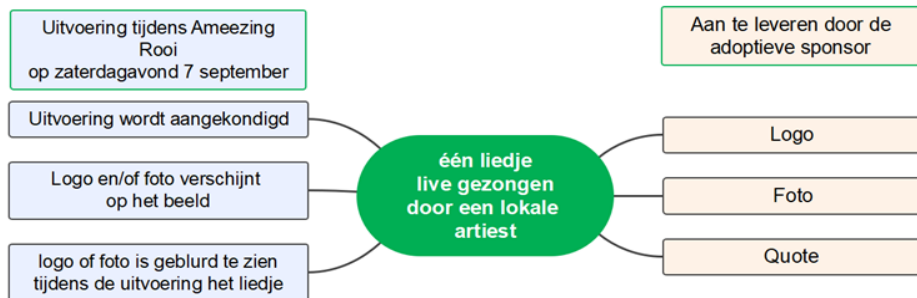 Uitvoering tijdens Ameezing
Rooi
op zaterdagavond 7 september
Uitvoering wordt aangekondigd
Logo en/of foto verschijnt
op het beeld
logo of foto is geblurd te zien
tijdens de uitvoering het liedje
één liedje
live gezongen
door een lokale
artiest
Aan te leveren door de
adoptieve sponsor
Logo
Foto
Quote